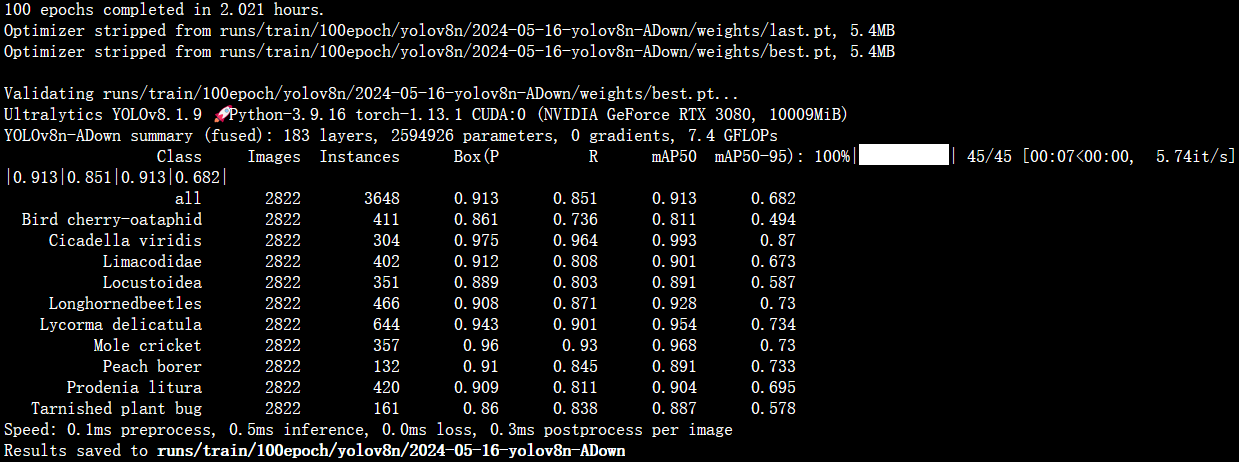 100 epochs completed in 2.021 hours.
Optimizer stripped from runs/train/100epoch/yolov8n/2024-05-16-yolov8n-ADown/weights/last.pt, 5.4MB
Optimizer stripped from runs/train/100epoch/yolov8n/2024-05-16-yolov8n-ADown/weights/best.pt, 5.4MB
Validating runs/train/100epoch/yolov8n/2024-05-16-yolov8n-ADown/weights/best.pt...
Ultralytics YOLOv8.1.9 🚀Python-3.9.16 torch-1.13.1 CUDA:0 (NVIDIA GeForce RTX 3080, 10009MiB)
YOLOv8n-ADown summary (fused): 183 layers, 2594926 parameters, 0 gradients, 7.4 GFLOPs
Class Images Instances Box(P R mAP50 mAP50-95): 100%|██████████| 45/45 [00:07<00:00, 5.74it/s]
|0.913|0.851|0.913|0.682|
all 2822 3648 0.913 0.851 0.913 0.682
Bird cherry-oataphid 2822 411 0.861 0.736 0.811 0.494
Cicadella viridis 2822 304 0.975 0.964 0.993 0.87
Limacodidae 2822 402 0.912 0.808 0.901 0.673
Locustoidea 2822 351 0.889 0.803 0.891 0.587
Longhornedbeetles 2822 466 0.908 0.871 0.928 0.73
Lycorma delicatula 2822 644 0.943 0.901 0.954 0.734
Mole cricket 2822 357 0.96 0.93 0.968 0.73
Peach borer 2822 132 0.91 0.845 0.891 0.733
Prodenia litura 2822 420 0.909 0.811 0.904 0.695
Tarnished plant bug 2822 161 0.86 0.838 0.887 0.578
Speed: 0.1ms preprocess, 0.5ms inference, 0.0ms loss, 0.3ms postprocess per image
Results saved to runs/train/100epoch/yolov8n/2024-05-16-yolov8n-ADown